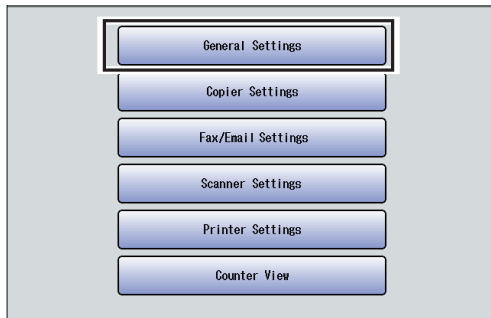 General Settings
Copier Settings
Fax/Email Settings
Scanner Settings
Printer Settings
Counter View